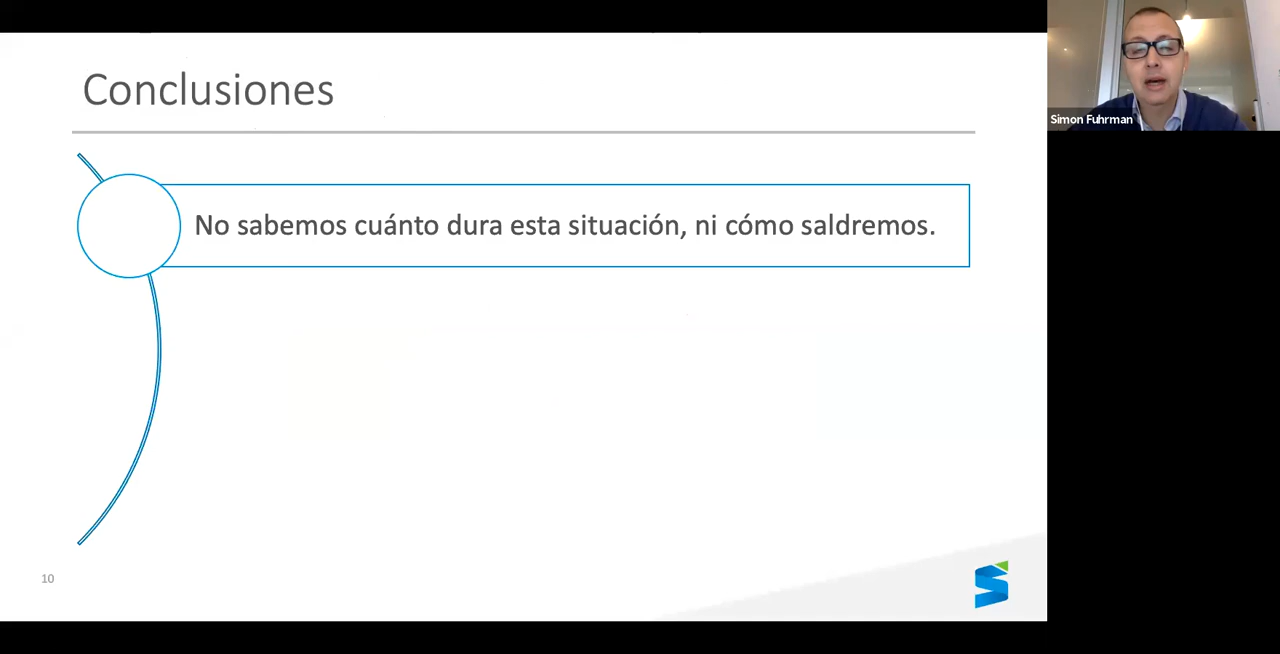 Conclusiones
Simon Fuhrman
No sabemos cuánto dura esta situación, ni cómo saldremos.
10